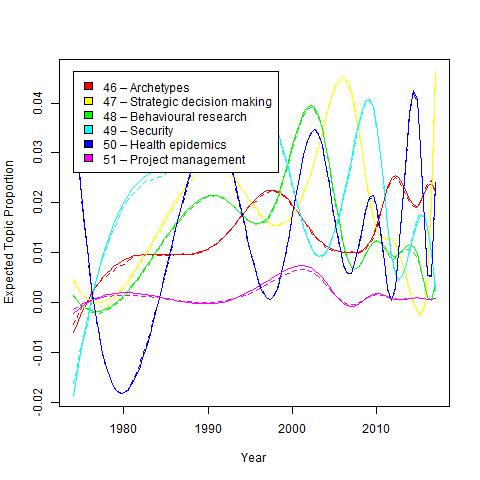 46 – Archetypes
47 – Strategic decision making
48 – Behavioural research
49 – Security
50 – Health epidemics
51 – Project management
Expected Topic Proportion
0.04
0.03
0.02
0.01
0.00
-0.01
-0.02
1980 1990 2000 2010
Year